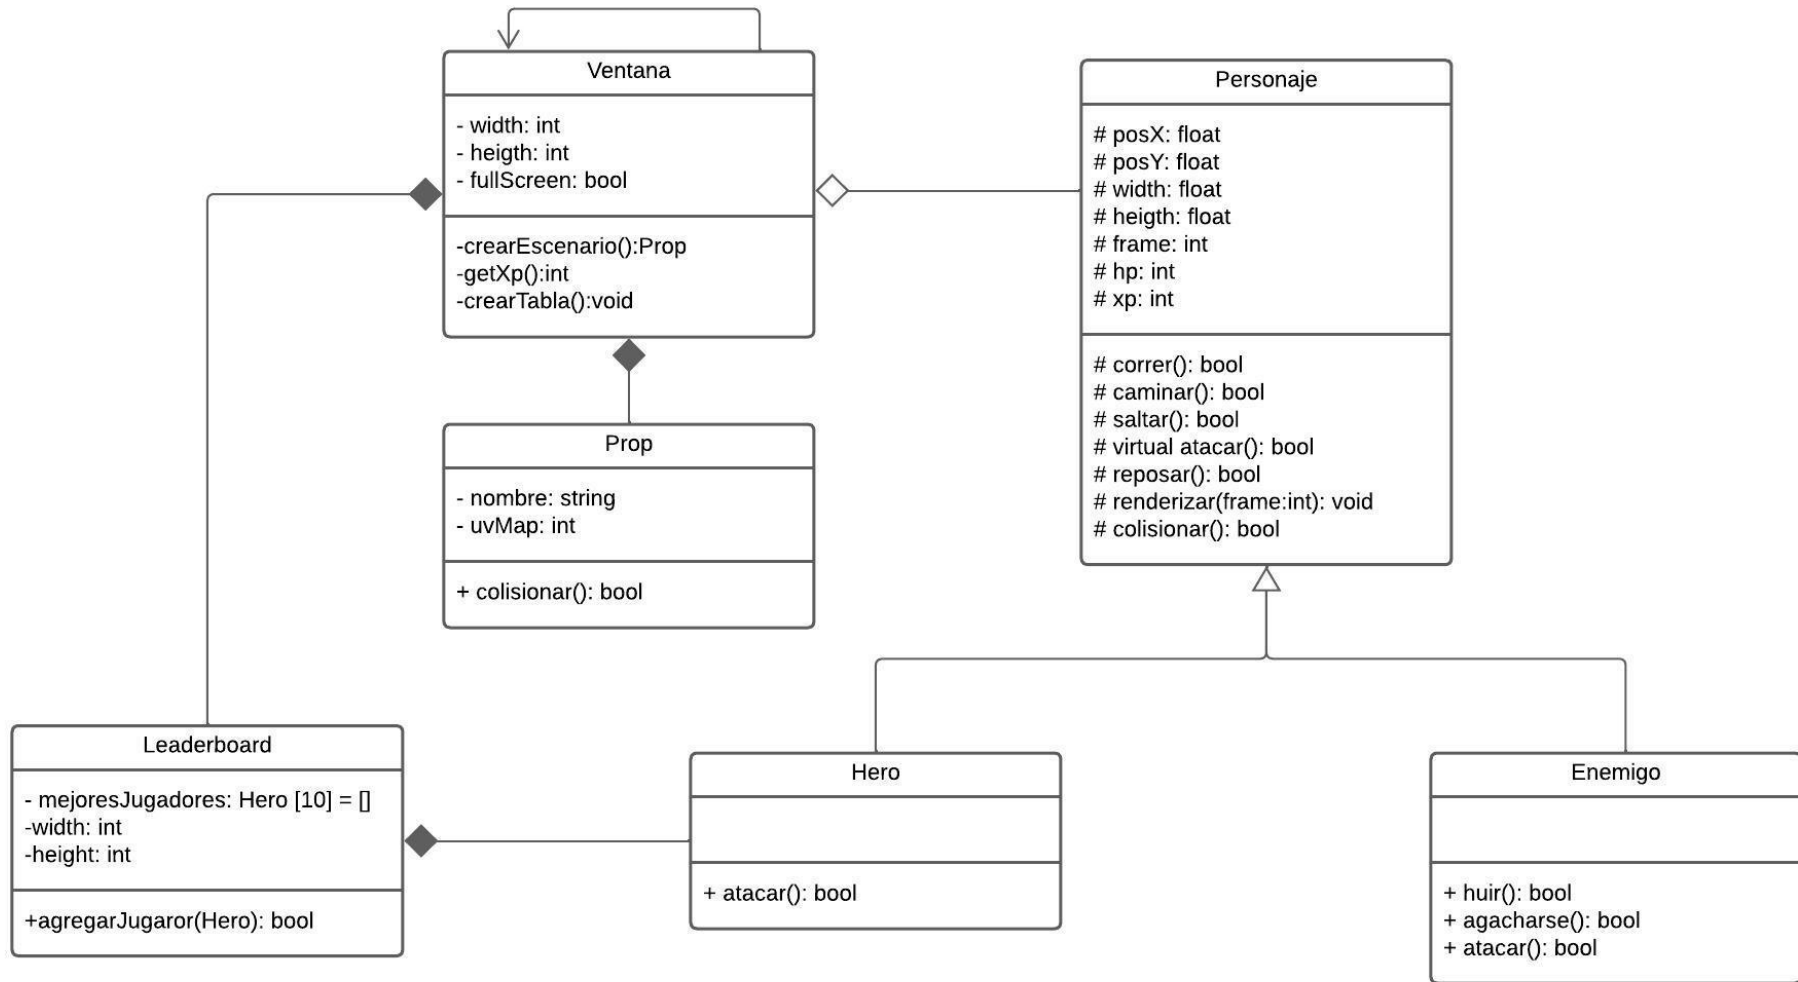 Ventana
- width: int
- heigth: int
- fullScreen: bool
-crearEscenario():Prop
-getXp():int
-crearTabla():void
Personaje
# posX: float
# posY: float
# width: float
# heigth: float
# frame: int
# hp: int
# xp: int
# correr(): bool
# caminar(): bool
# saltar(): bool
# virtual atacar(): bool
# reposar(): bool
# renderizar(frame:int): void
# colisionar(): bool
Prop
- nombre: string
- uvMap: int
+ colisionar(): bool
Leaderboard
- mejoresJugadores: Hero [10] = []
-width: int
-height: int
+agregarJugaror(Hero): bool
Hero
+ atacar(): bool
Enemigo
+ huir(): bool
+ agacharse(): bool
+ atacar(): bool